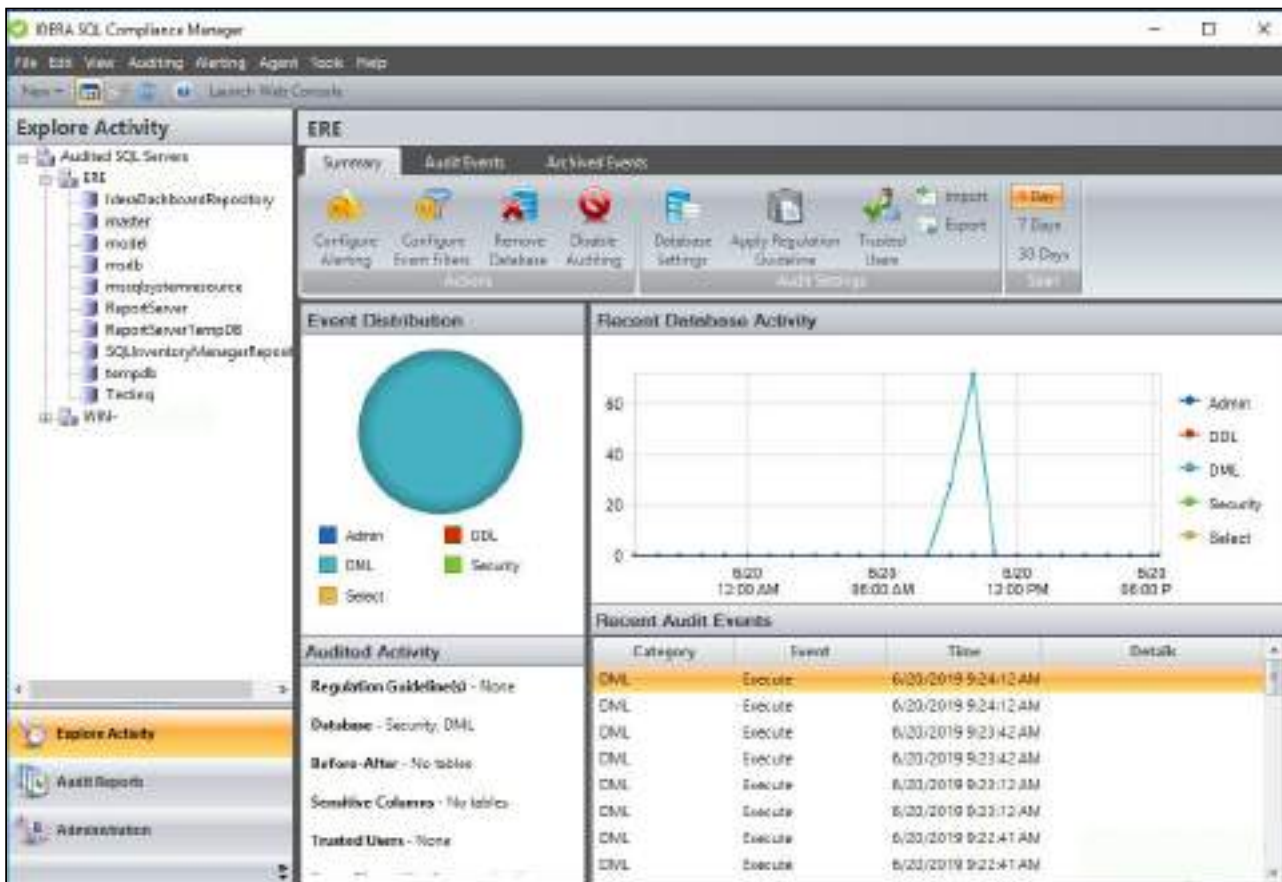 IDERA SQL Compliance Manager
File Edit View Auditing Alerting Agent Tools Help
New Launch Web Console
Explore Activity
Audited SQL Servers
ERE
IderaDashboardRepository
master
model
msdb
mssqlsystemresource
ReportServer
ReportServerTempDB
SQLInventoryManagerReposit
tempdb
Testing
WIN-
Explore Activity
Audit Reports
Administration
ERE
Summary Audit Events Archived Events
Configure Alerting
Configure Event Filters
Remove Database
Disable Auditing
Actions
Database Settings
Apply Regulation Guideline
Trusted Users
Import
Export
Audit Settings
1 Day
7 Days
30 Days
Span
Event Distribution
Admin DDL
DML Security
Select
Recent Database Activity
60
40
20
0
6/20 12:00 AM
6/20 06:00 AM
6/20 12:00 PM
6/20 06:00 P
Admin
DDL
DML
Security
Select
Audited Activity
Regulation Guideline(s) - None
Database - Security, DML
Before-After - No tables
Sensitive Columns - No tables
Trusted Users - None
Recent Audit Events
Category Event Time Details
DML Execute 6/20/2019 9:24:12 AM
DML Execute 6/20/2019 9:24:12 AM
DML Execute 6/20/2019 9:23:42 AM
DML Execute 6/20/2019 9:23:42 AM
DML Execute 6/20/2019 9:23:12 AM
DML Execute 6/20/2019 9:23:12 AM
DML Execute 6/20/2019 9:22:41 AM
DML Execute 6/20/2019 9:22:41 AM